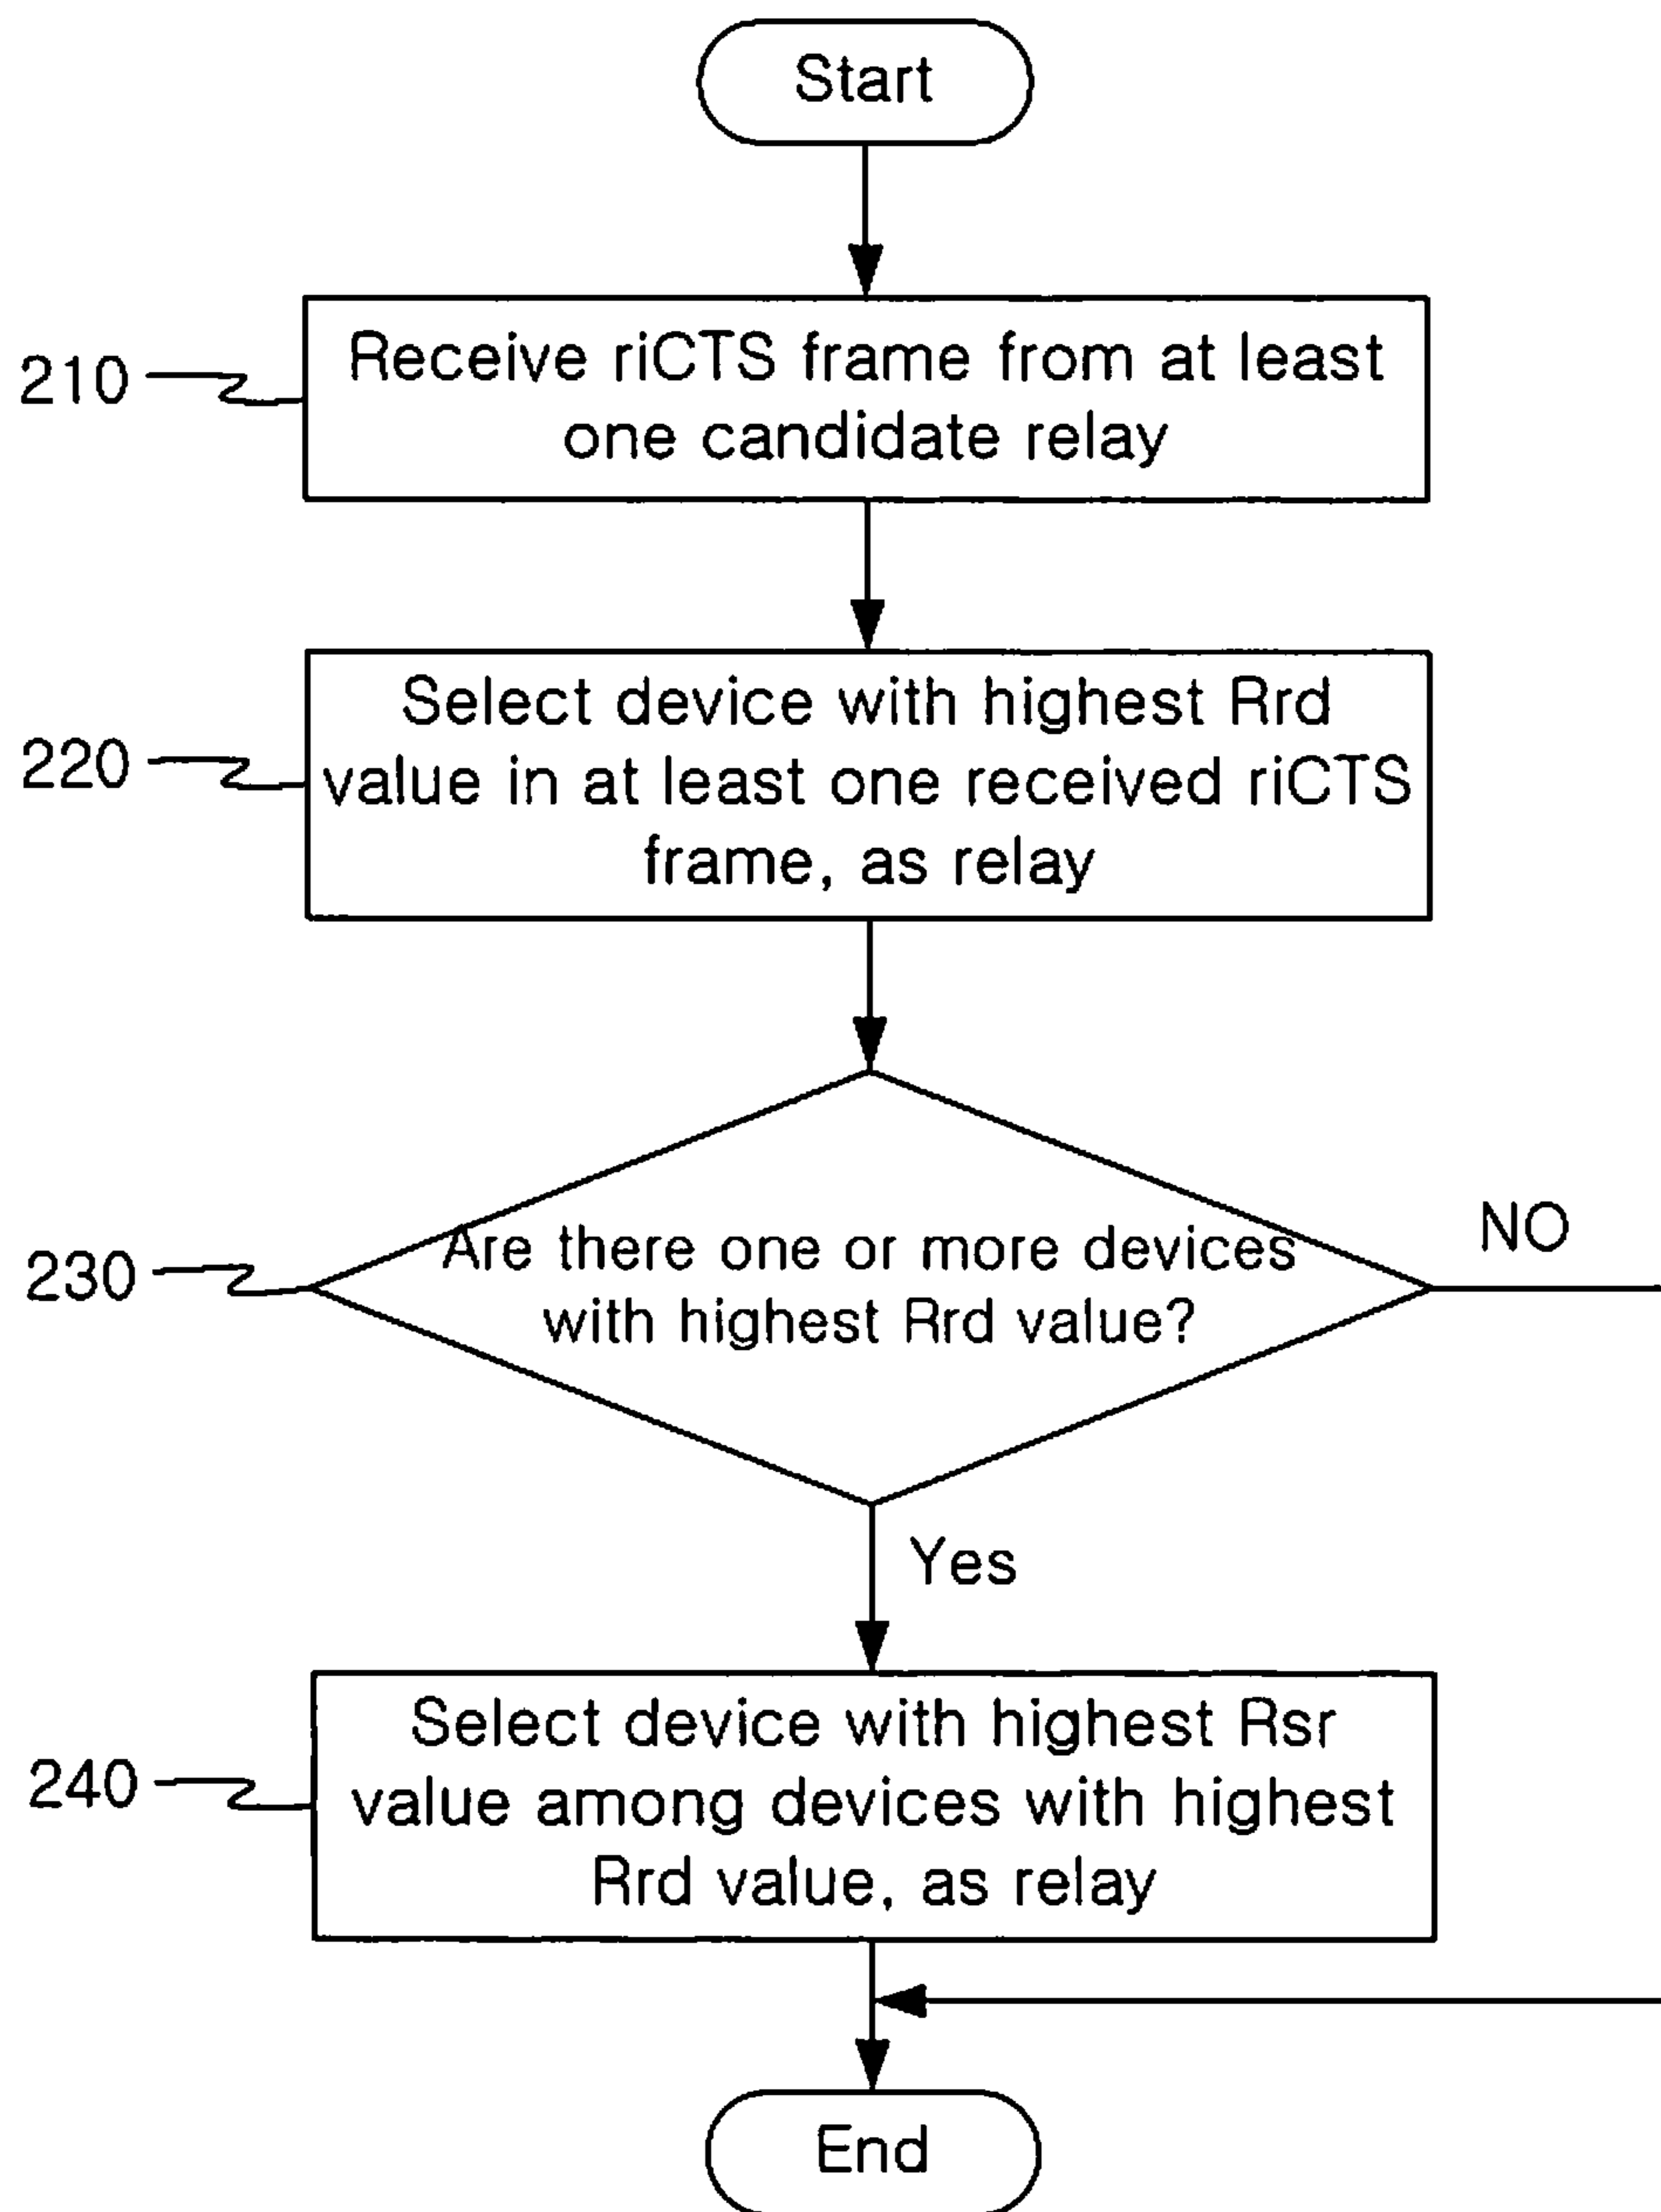 Start
210
Receive riCTS frame from at least
one candidate relay
220
Select device with highest Rrd
value in at least one received riCTS
frame, as relay
230
Are there one or more devices
with highest Rrd value?
NO
Yes
240
Select device with highest Rsr
value among devices with highest
Rrd value, as relay
End